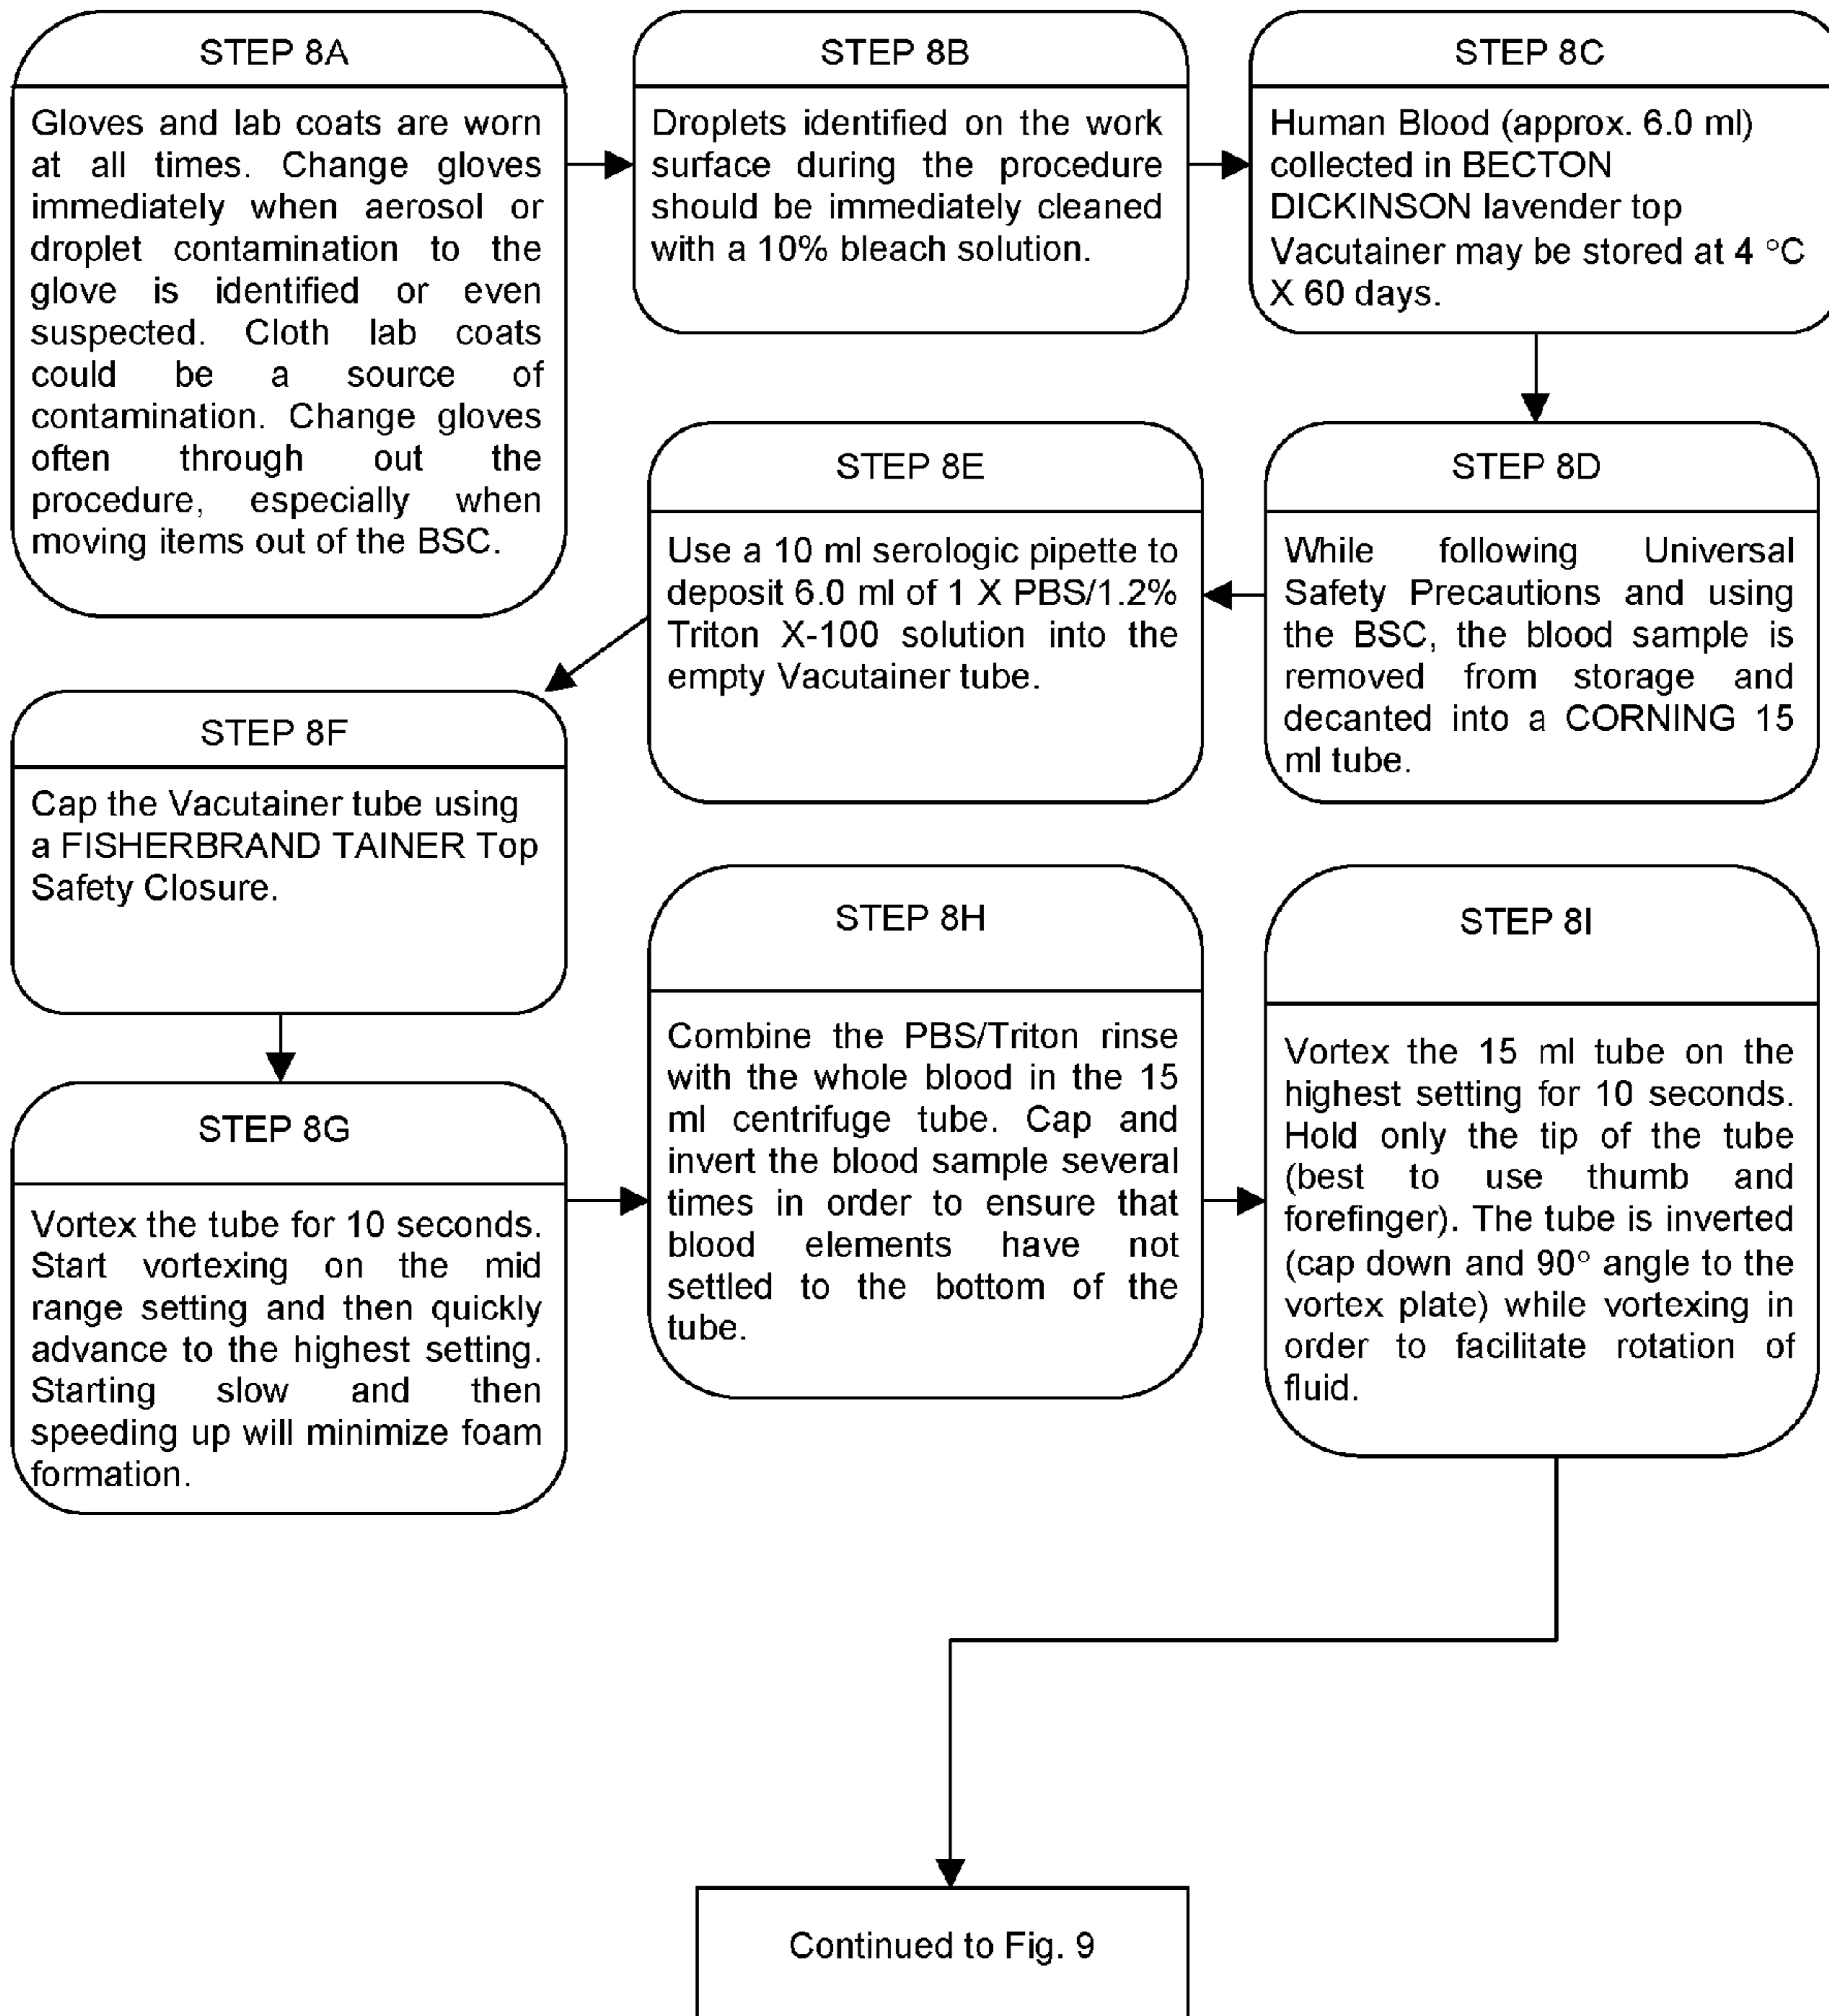 STEP 8A
Gloves and lab coats are worn
at all times. Change gloves
immediately when aerosol or
droplet contamination to the
glove is identified or even
suspected. Cloth lab coats
could be a source of
contamination. Change gloves
often through out the
procedure, especially when
moving items out of the BSC.
STEP 8B
Droplets identified on the work
surface during the procedure
should be immediately cleaned
with a 10% bleach solution.
STEP 8C
Human Blood (approx. 6.0 ml)
collected in BECTON
DICKINSON lavender top
Vacutainer may be stored at 4 °C
X 60 days.
STEP 8D
While following Universal
Safety Precautions and using
the BSC, the blood sample is
removed from storage and
decanted into a CORNING 15
ml tube.
STEP 8E
Use a 10 ml serologic pipette to
deposit 6.0 ml of 1 X PBS/1.2%
Triton X-100 solution into the
empty Vacutainer tube.
STEP 8F
Cap the Vacutainer tube using
a FISHERBRAND TAINER Top
Safety Closure.
STEP 8G
Vortex the tube for 10 seconds.
Start vortexing on the mid
range setting and then quickly
advance to the highest setting.
Starting slow and then
speeding up will minimize foam
formation.
STEP 8H
Combine the PBS/Triton rinse
with the whole blood in the 15
ml centrifuge tube. Cap and
invert the blood sample several
times in order to ensure that
blood elements have not
settled to the bottom of the
tube.
STEP 8I
Vortex the 15 ml tube on the
highest setting for 10 seconds.
Hold only the tip of the tube
(best to use thumb and
forefinger). The tube is inverted
(cap down and 90° angle to the
vortex plate) while vortexing in
order to facilitate rotation of
fluid.
Continued to Fig. 9